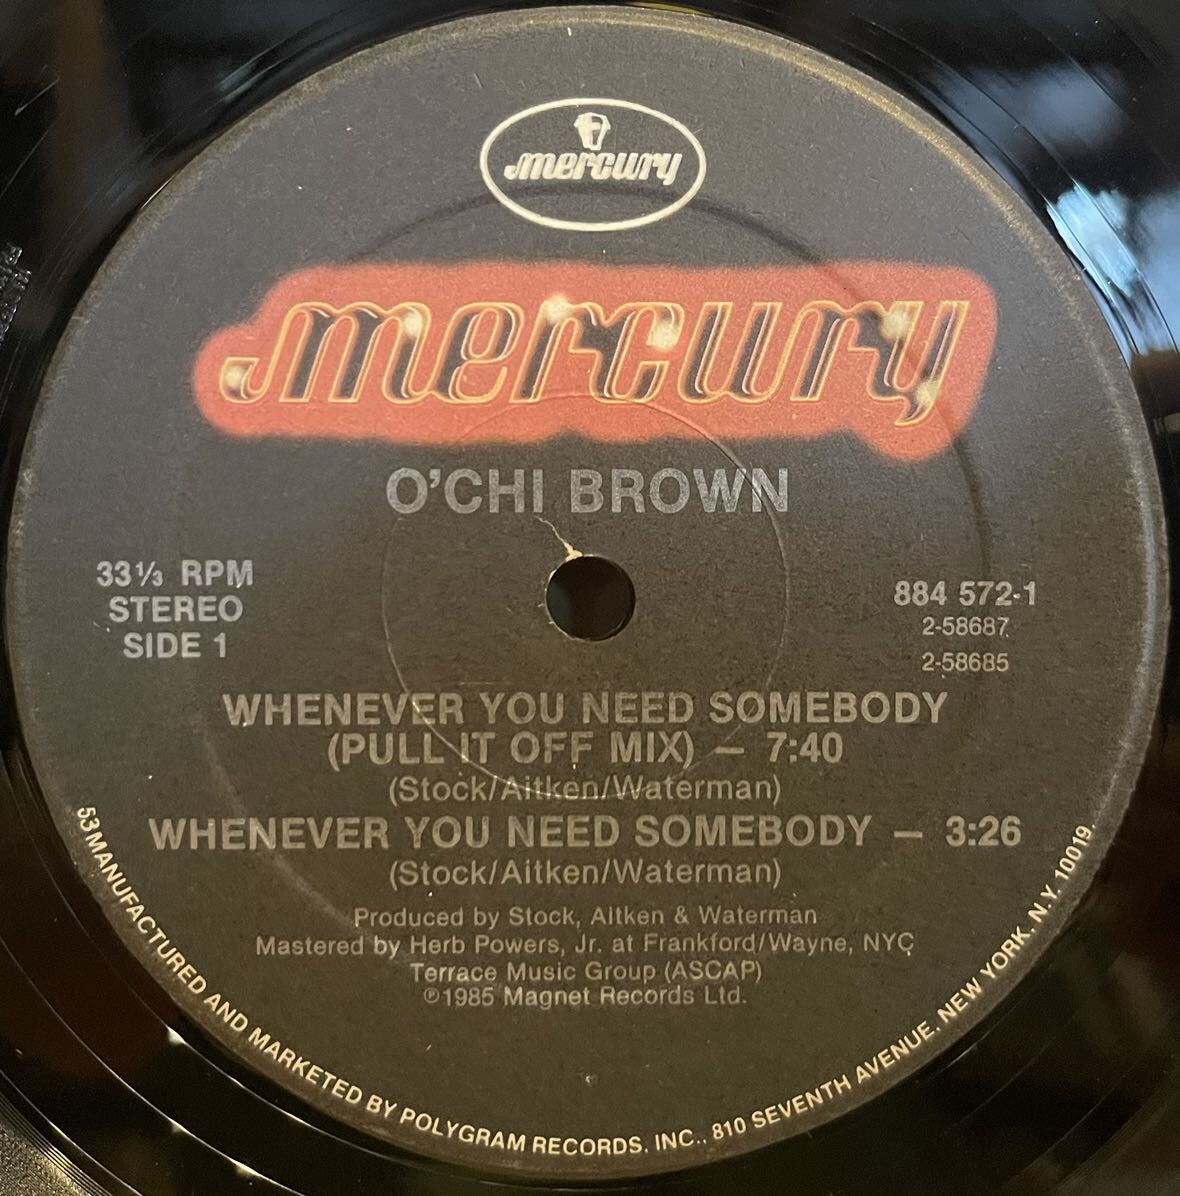 mercury
mercury
O'CHI BROWN
33⅓ RPM
STEREO
SIDE 1
884 572-1
2-58687
2-58685
WHENEVER YOU NEED SOMEBODY
(PULL IT OFF MIX) — 7:40
(Stock/Aitken/Waterman)
WHENEVER YOU NEED SOMEBODY — 3:26
(Stock/Aitken/Waterman)
Produced by Stock, Aitken & Waterman
Mastered by Herb Powers, Jr. at Frankford/Wayne, NYC
Terrace Music Group (ASCAP)
℗1985 Magnet Records Ltd.
53 MANUFACTURED AND MARKETED BY POLYGRAM RECORDS, INC., 810 SEVENTH AVENUE, NEW YORK, N.Y. 10019.